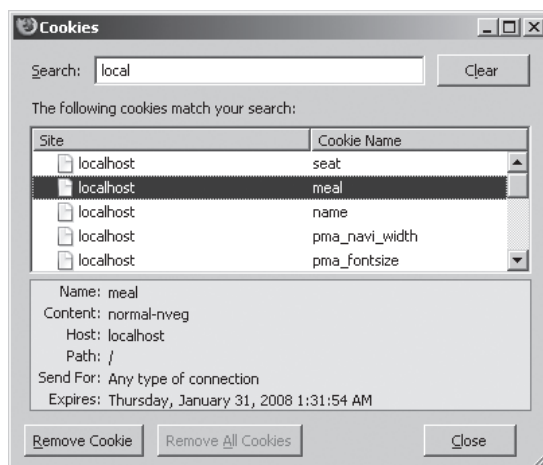 Cookies
Search: local Clear
The following cookies match your search:
Site Cookie Name
localhost seat
localhost meal
localhost name
localhost pma_navi_width
localhost pma_fontsize
Name: meal
Content: normal-nveg
Host: localhost
Path: /
Send For: Any type of connection
Expires: Thursday, January 31, 2008 1:31:54 AM
Remove Cookie Remove All Cookies Close